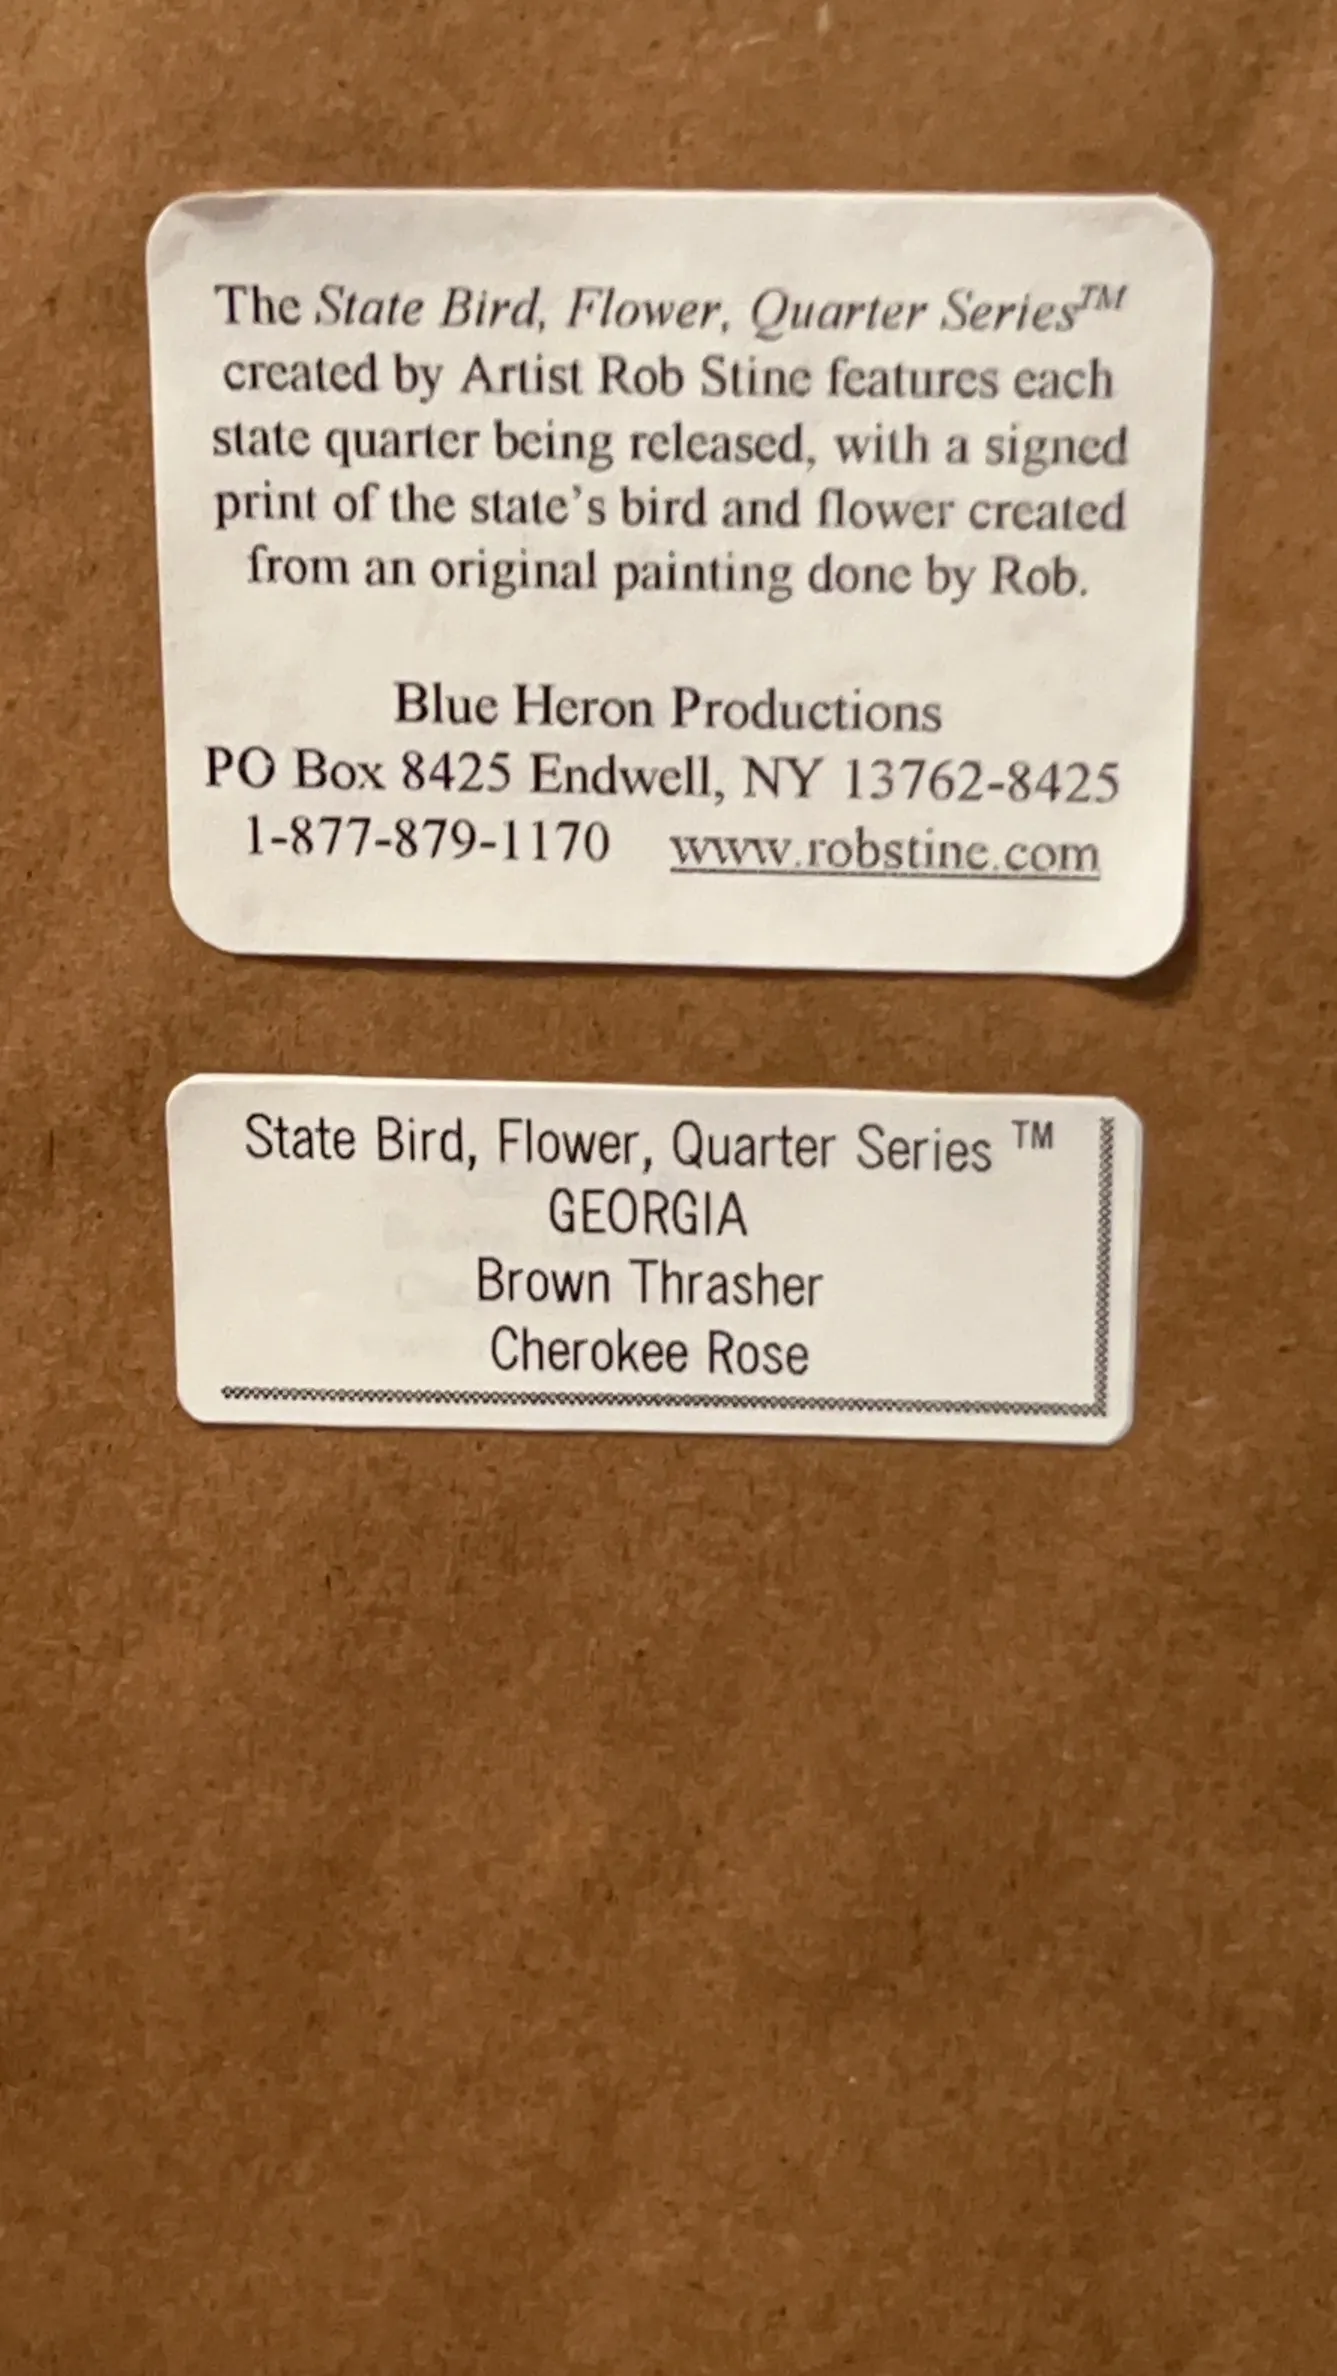 The State Bird, Flower, Quarter Series™
created by Artist Rob Stine features each
state quarter being released, with a signed
print of the state’s bird and flower created
from an original painting done by Rob.
Blue Heron Productions
PO Box 8425 Endwell, NY 13762-8425
1-877-879-1170 www.robstine.com
State Bird, Flower, Quarter Series ™
GEORGIA
Brown Thrasher
Cherokee Rose